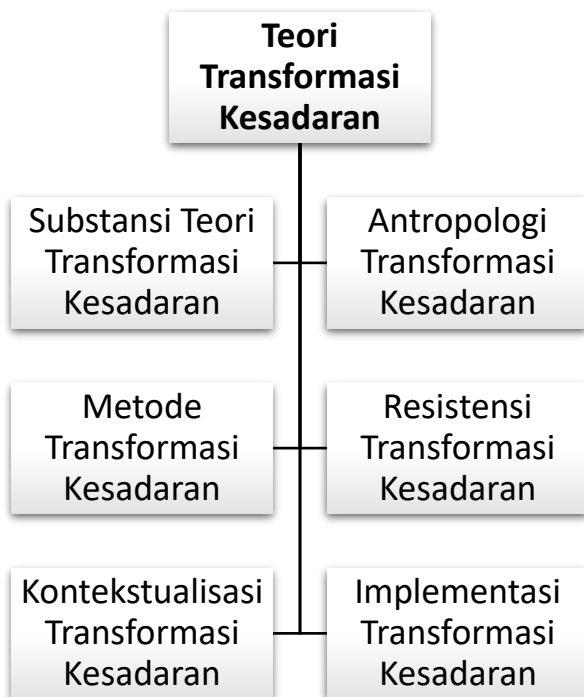 Teori
Transformasi
Kesadaran
Substansi Teori
Transformasi
Kesadaran
Antropologi
Transformasi
Kesadaran
Metode
Transformasi
Kesadaran
Resistensi
Transformasi
Kesadaran
Kontekstualisasi
Transformasi
Kesadaran
Implementasi
Transformasi
Kesadaran